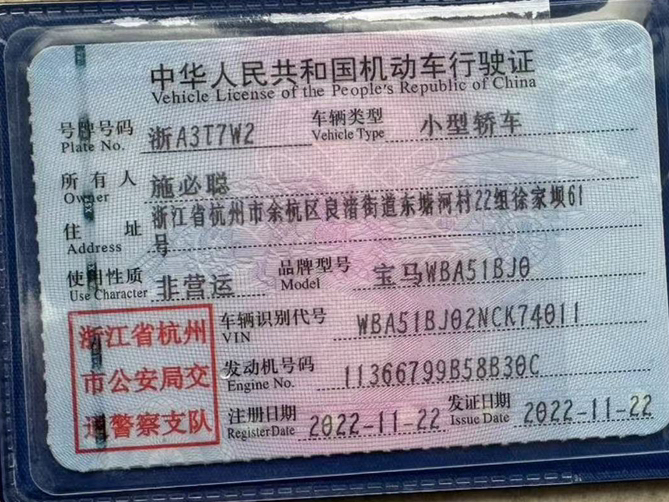 中华人民共和国机动车行驶证
Vehicle License of the People's Republic of China
号牌号码 浙A3T7W2 车辆类型 小型轿车
Plate No. Vehicle Type
所有人 施必聪
Owner
住址 浙江省杭州市余杭区良渚街道东塘河村22组徐家坝61
Address 号
使用性质 非营运 品牌型号 宝马WBA51BJ0
Use Character Model
浙江省杭州 车辆识别代号 WBA51BJ02NCK74011
VIN
市公安局交 发动机号码 11366799B58B30C
Engine No.
通警察支队 注册日期 2022-11-22 发证日期 2022-11-22
Register Date Issue Date